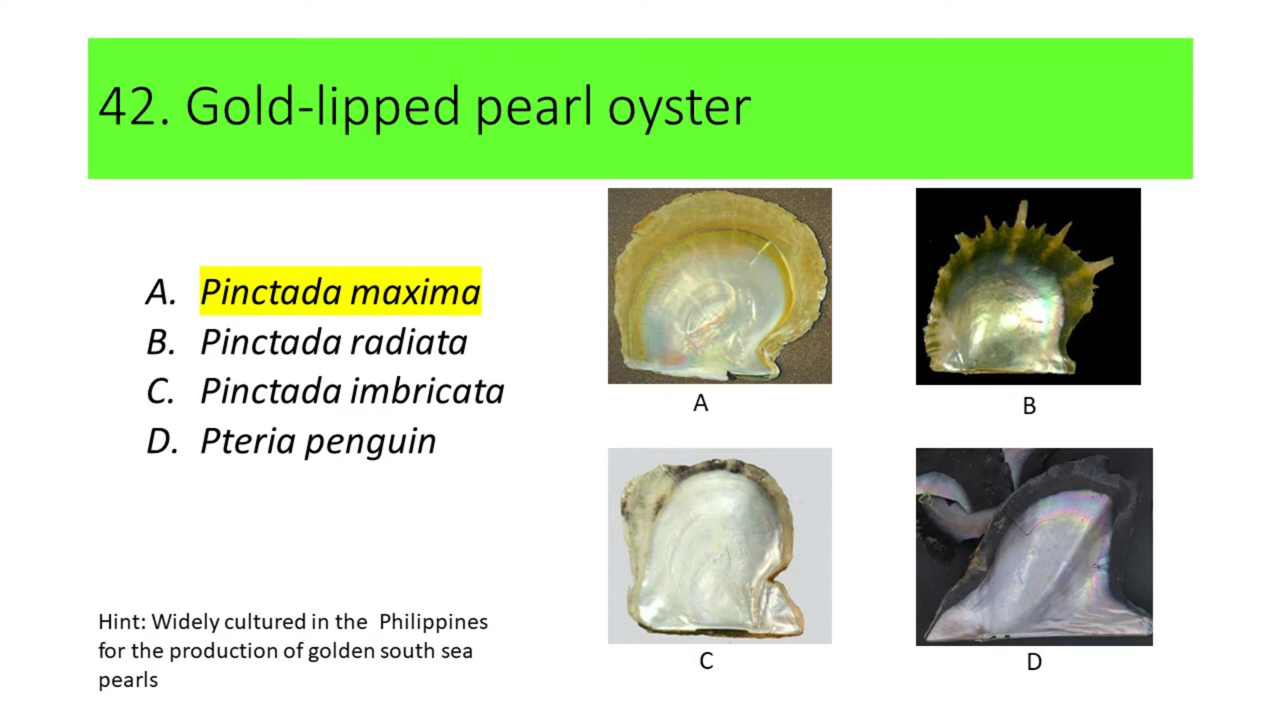 42. Gold-lipped pearl oyster
A. Pinctada maxima
B. Pinctada radiata
C. Pinctada imbricata
D. Pteria penguin
Hint: Widely cultured in the Philippines
for the production of golden south sea
pearls
A
B
C
D